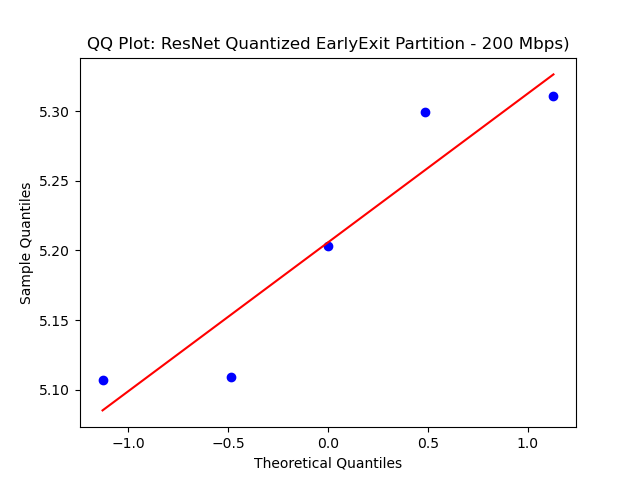 QQ Plot: ResNet Quantized EarlyExit Partition - 200 Mbps)
5.30
5.25
5.20
5.15
5.10
Sample Quantiles
−1.0 −0.5 0.0 0.5 1.0
Theoretical Quantiles